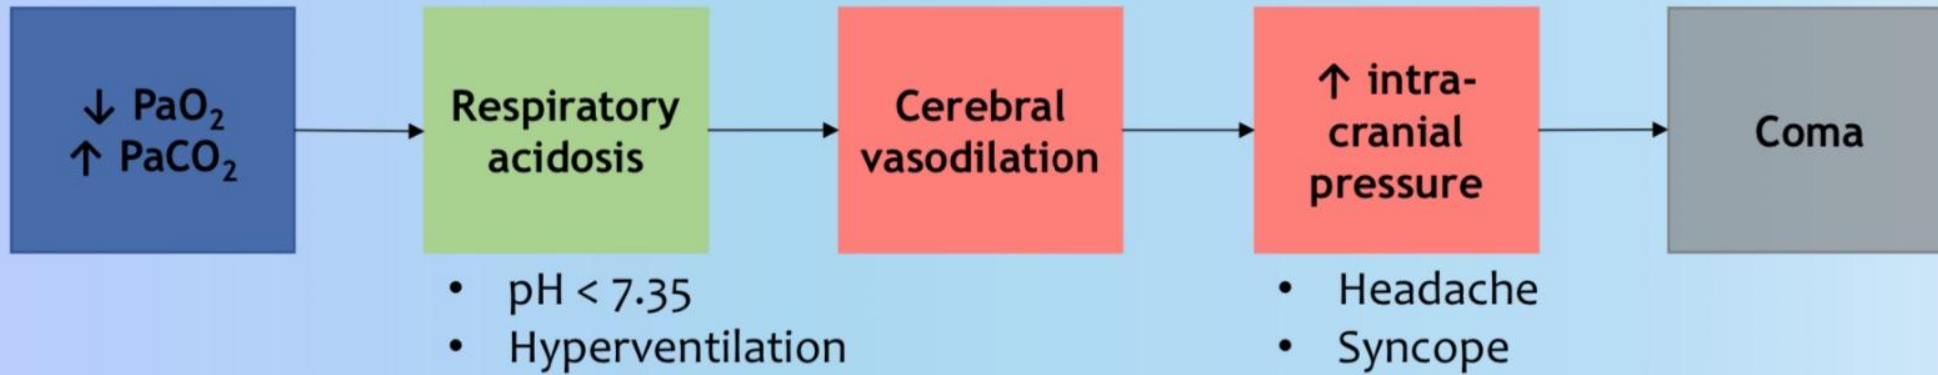 ↓ PaO₂
↑ PaCO₂
Respiratory
acidosis
• pH < 7.35
• Hyperventilation
Cerebral
vasodilation
↑ intra-
cranial
pressure
• Headache
• Syncope
Coma